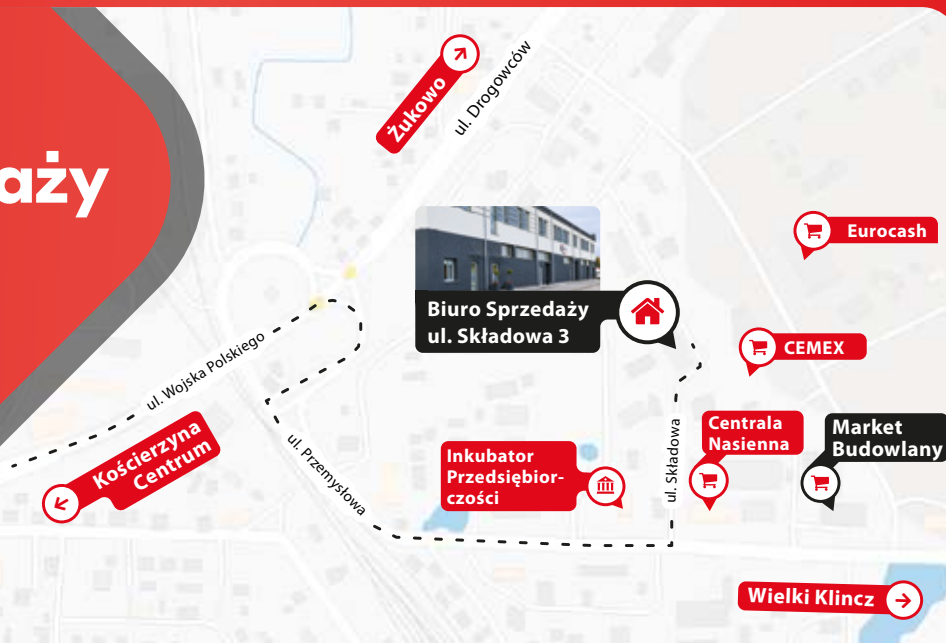 aży
Żukowo
ul. Drogowców
Eurocash
Biuro Sprzedaży
ul. Składowa 3
CEMEX
ul. Wojska Polskiego
Kościerzyna
Centrum
ul. Przemysłowa
Inkubator
Przedsiębior-
czości
ul. Składowa
Centrala
Nasienna
Market
Budowlany
Wielki Klincz